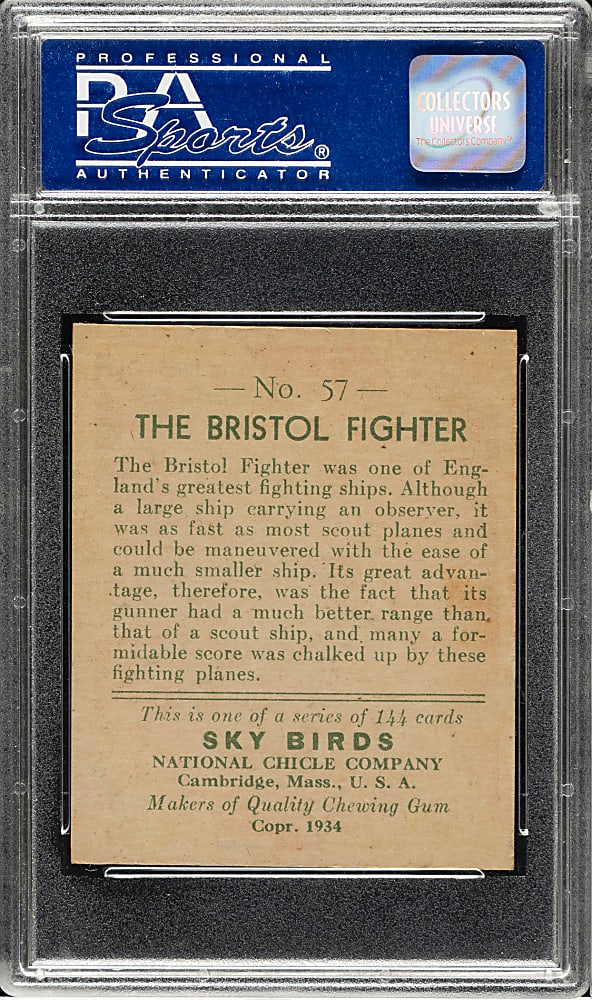 PROFESSIONAL
PSA
Sports®
AUTHENTICATOR
COLLECTORS
UNIVERSE
The Collectors Company™
— No. 57 —
THE BRISTOL FIGHTER
The Bristol Fighter was one of Eng-
land's greatest fighting ships. Although
a large ship carrying an observer, it
was as fast as most scout planes and
could be maneuvered with the ease of
a much smaller ship. Its great advan-
tage, therefore, was the fact that its
gunner had a much better range than
that of a scout ship, and many a for-
midable score was chalked up by these
fighting planes.
This is one of a series of 144 cards
SKY BIRDS
NATIONAL CHICLE COMPANY
Cambridge, Mass., U. S. A.
Makers of Quality Chewing Gum
Copr. 1934